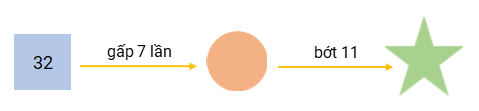 32
gấp 7 lần
bớt 11